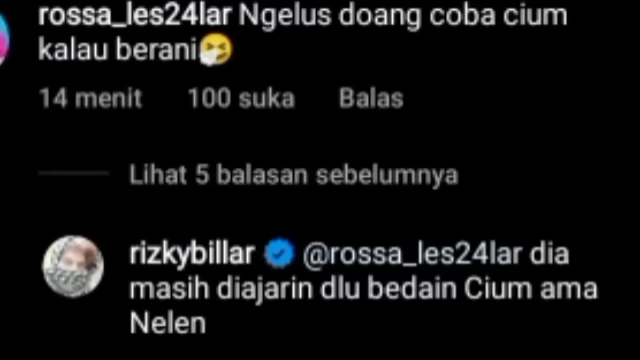 rossa_les24lar Ngelus doang coba cium
kalau berani🤧
14 menit 100 suka Balas
Lihat 5 balasan sebelumnya
rizkybillar @rossa_les24lar dia
masih diajarin dlu bedain Cium ama
Nelen